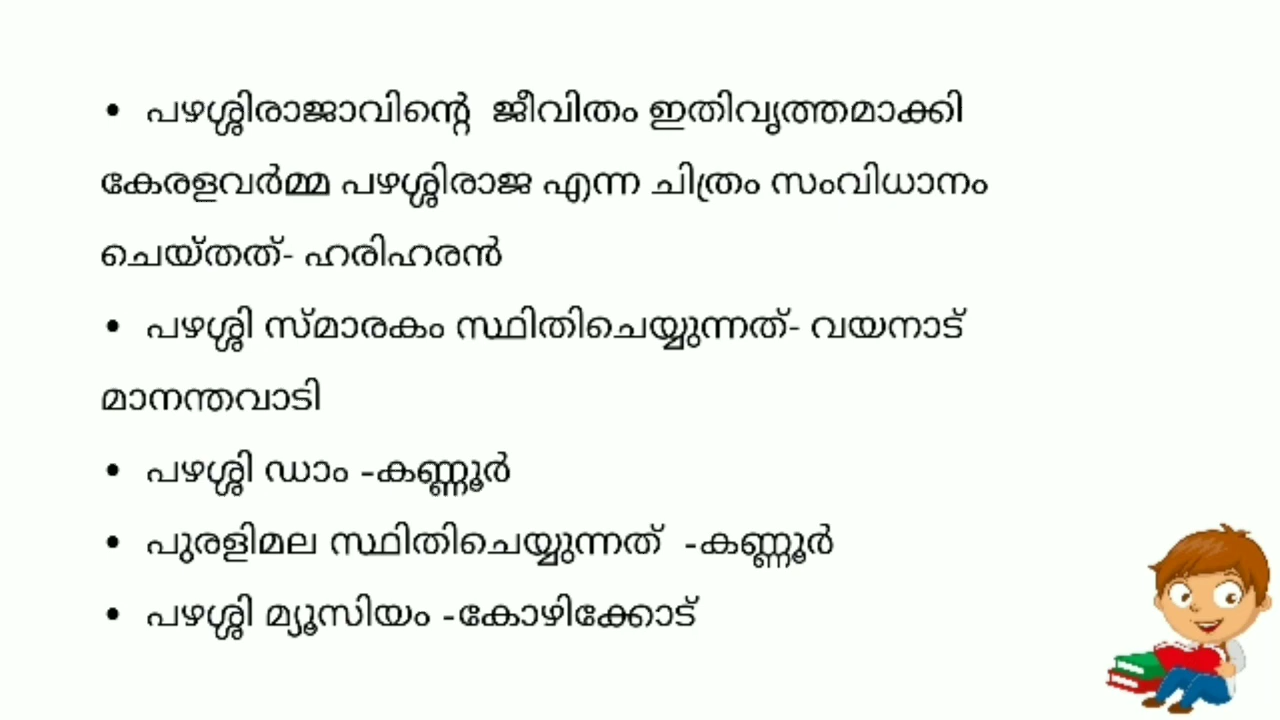 • പഴശ്ശിരാജാവിന്റെ ജീവിതം ഇതിവൃത്തമാക്കി
കേരളവർമ്മ പഴശ്ശിരാജ എന്ന ചിത്രം സംവിധാനം
ചെയ്തത്- ഹരിഹരൻ
• പഴശ്ശി സ്മാരകം സ്ഥിതിചെയ്യുന്നത്- വയനാട്
മാനന്തവാടി
• പഴശ്ശി ഡാം -കണ്ണൂർ
• പുരളിമല സ്ഥിതിചെയ്യുന്നത് -കണ്ണൂർ
• പഴശ്ശി മ്യൂസിയം -കോഴിക്കോട്